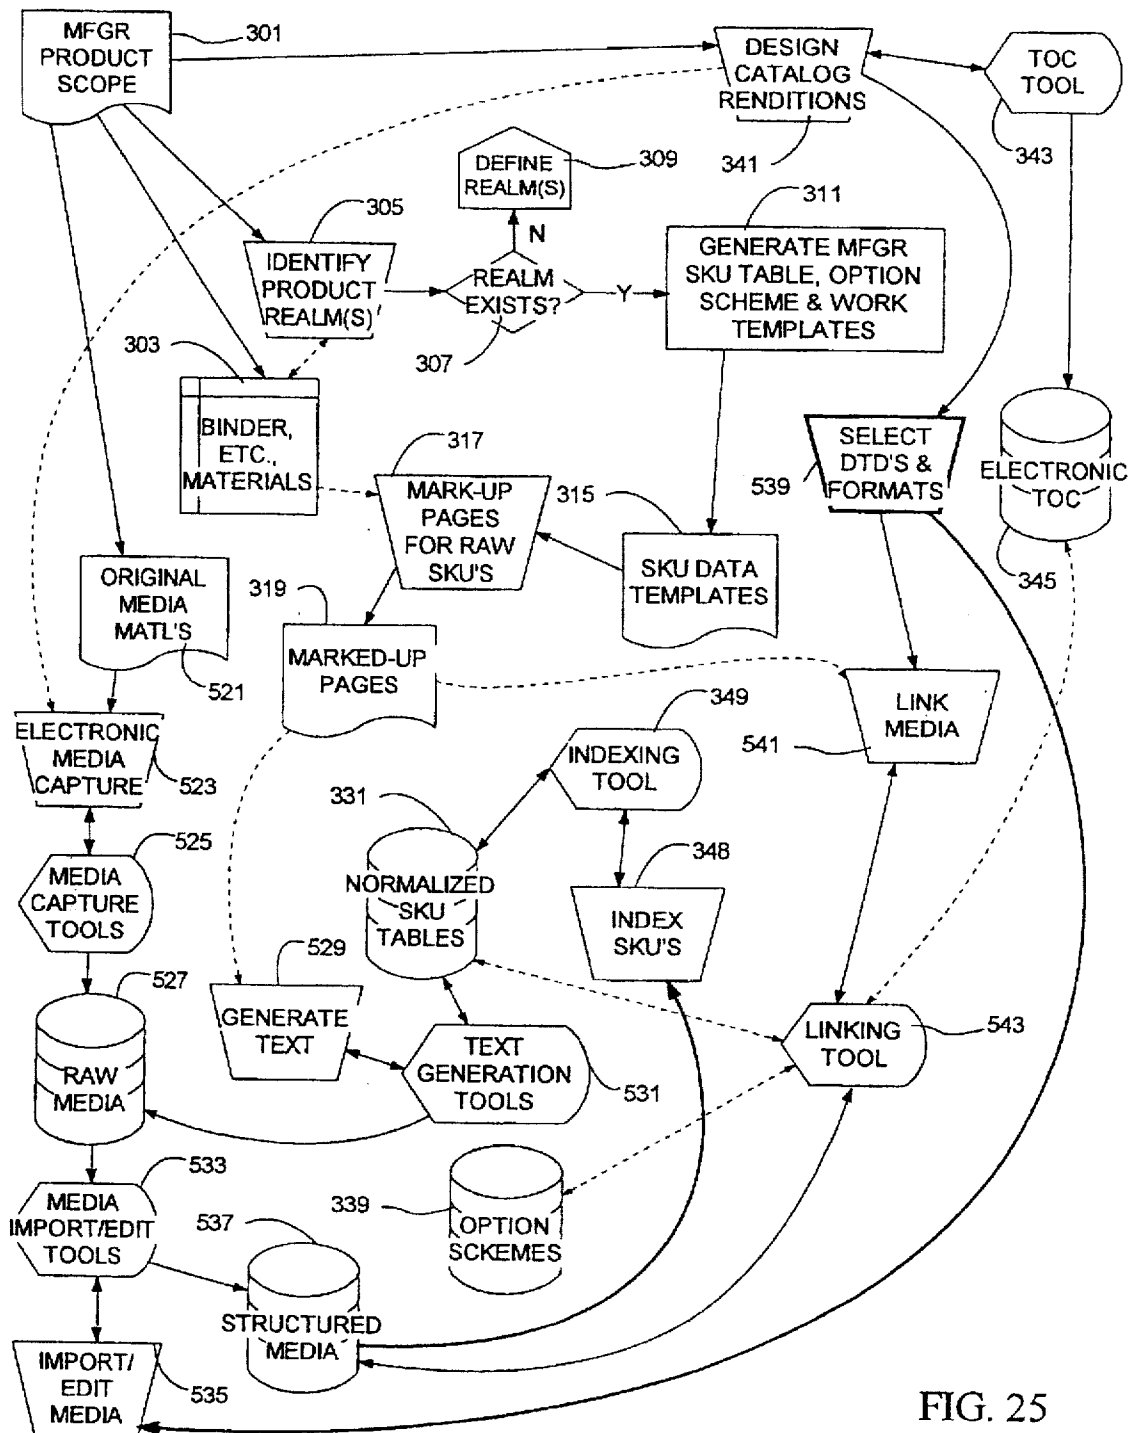 MFGR
PRODUCT
SCOPE
301
DESIGN
CATALOG
RENDITIONS
341
TOC
TOOL
343
DEFINE
REALM(S)
309
305
IDENTIFY
PRODUCT
REALM(S)
N
REALM
EXISTS?
307
Y
311
GENERATE MFGR
SKU TABLE, OPTION
SCHEME & WORK
TEMPLATES
303
BINDER,
ETC.,
MATERIALS
317
MARK-UP
PAGES
FOR RAW
SKU'S
315
SKU DATA
TEMPLATES
SELECT
DTD'S &
FORMATS
539
ELECTRONIC
TOC
345
ORIGINAL
MEDIA
MATL'S
521
319
MARKED-UP
PAGES
LINK
MEDIA
541
ELECTRONIC
MEDIA
CAPTURE
523
349
INDEXING
TOOL
331
NORMALIZED
SKU
TABLES
348
INDEX
SKU'S
525
MEDIA
CAPTURE
TOOLS
527
RAW
MEDIA
529
GENERATE
TEXT
TEXT
GENERATION
TOOLS
531
LINKING
TOOL
543
533
MEDIA
IMPORT/EDIT
TOOLS
537
STRUCTURED
MEDIA
339
OPTION
SCKEMES
IMPORT/
EDIT
MEDIA
535
FIG. 25